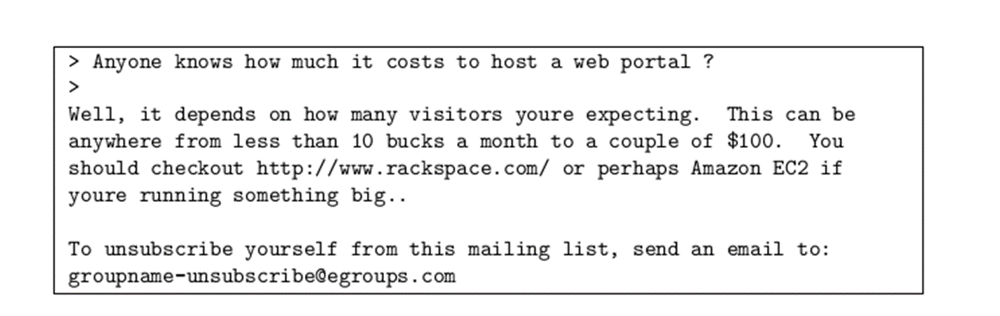 > Anyone knows how much it costs to host a web portal ?
>
Well, it depends on how many visitors youre expecting.  This can be
anywhere from less than 10 bucks a month to a couple of $100.  You
should checkout http://www.rackspace.com/ or perhaps Amazon EC2 if
youre running something big..

To unsubscribe yourself from this mailing list, send an email to:
groupname-unsubscribe@egroups.com